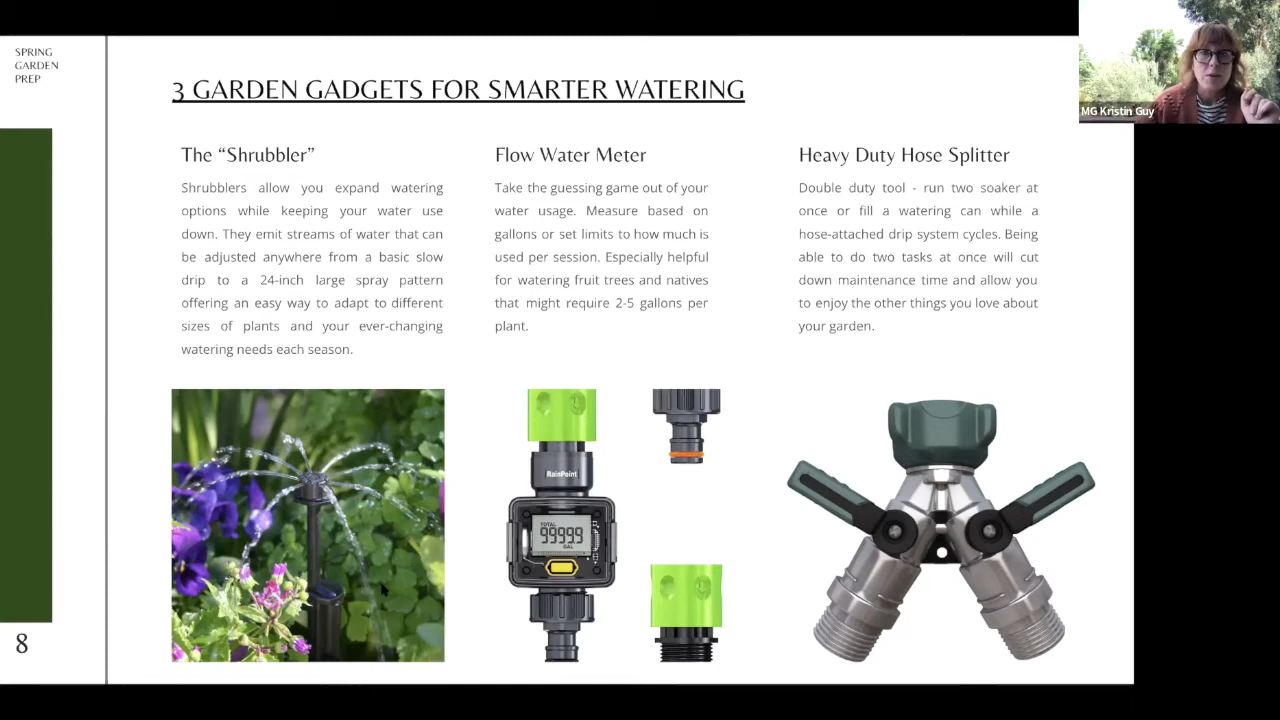 SPRING
GARDEN
PREP
3 GARDEN GADGETS FOR SMARTER WATERING
MG Kristin Guy
The “Shrubbler”
Shrubblers allow you expand watering
options while keeping your water use
down. They emit streams of water that can
be adjusted anywhere from a basic slow
drip to a 24-inch large spray pattern
offering an easy way to adapt to different
sizes of plants and your ever-changing
watering needs each season.
Flow Water Meter
Take the guessing game out of your
water usage. Measure based on
gallons or set limits to how much is
used per session. Especially helpful
for watering fruit trees and natives
that might require 2-5 gallons per
plant.
Heavy Duty Hose Splitter
Double duty tool - run two soaker at
once or fill a watering can while a
hose-attached drip system cycles. Being
able to do two tasks at once will cut
down maintenance time and allow you
to enjoy the other things you love about
your garden.
RainPoint
TOTAL
9999.9
GAL
8